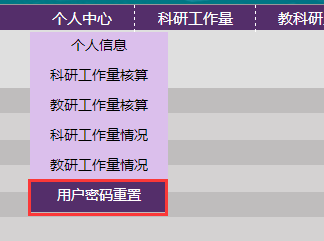 个人中心 科研工作量 教科研
个人信息
科研工作量核算
教研工作量核算
科研工作量情况
教研工作量情况
用户密码重置